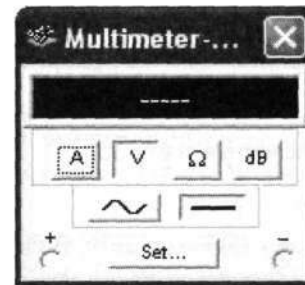 Multimeter-...
-----
A V Ω dB
+ Set... -